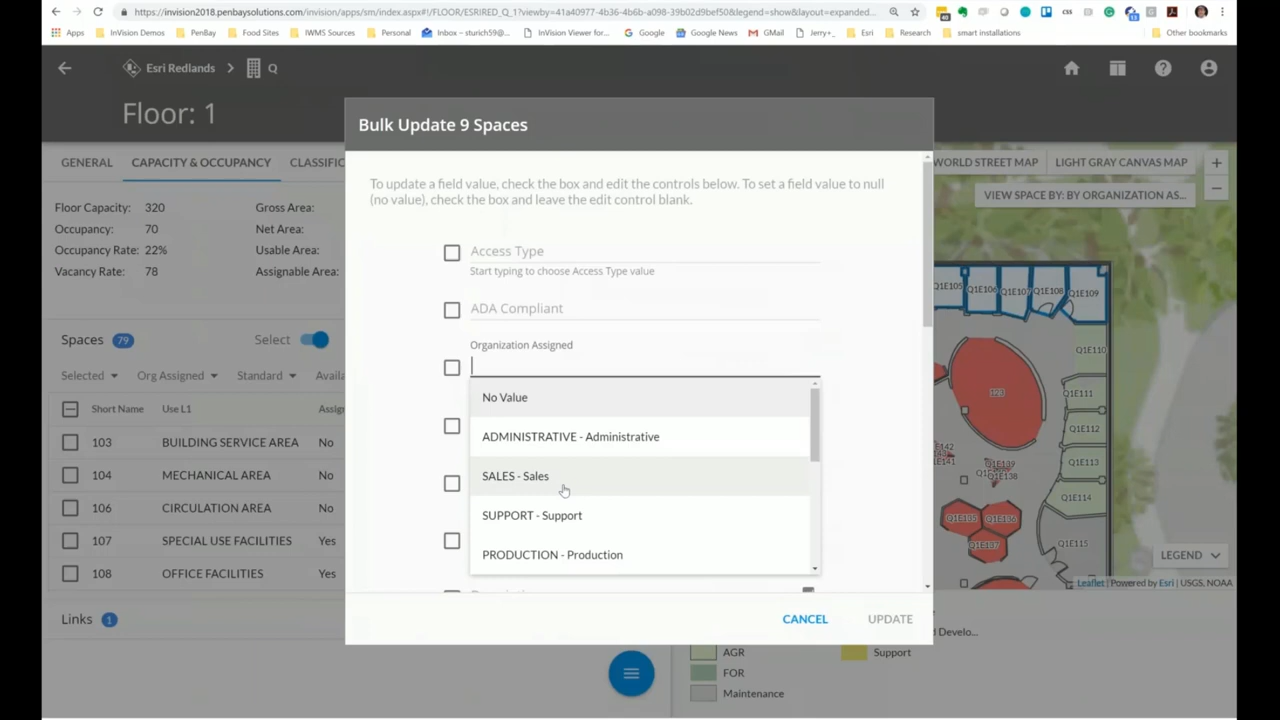 https://invision2018.penbaysolutions.com/invision/apps/sm/index.aspx#!/FLOOR/ESRIRED_Q_1?viewby=41a40977-4b36-4b6b-a098-39b02d9bef50&legend=show&layout=expanded...
Apps InVision Demos PenBay Food Sites IWMS Sources Personal Inbox – sturich59@g... InVision Viewer for... Google Google News GMail Jerry+_ Esri Research smart installations Other bookmarks
Esri Redlands Q
Floor: 1
GENERAL CAPACITY & OCCUPANCY CLASSIFIC
WORLD STREET MAP LIGHT GRAY CANVAS MAP +
VIEW SPACE BY: BY ORGANIZATION AS... −
Floor Capacity: 320 Gross Area:
Occupancy: 70 Net Area:
Occupancy Rate: 22% Usable Area:
Vacancy Rate: 78 Assignable Area:
Spaces 79 Select
Selected Org Assigned Standard Availa
Short Name Use L1 Assig
103 BUILDING SERVICE AREA No
104 MECHANICAL AREA No
106 CIRCULATION AREA No
107 SPECIAL USE FACILITIES Yes
108 OFFICE FACILITIES Yes
Links 1
Bulk Update 9 Spaces
To update a field value, check the box and edit the controls below. To set a field value to null
(no value), check the box and leave the edit control blank.
Access Type
Start typing to choose Access Type value
ADA Compliant
Organization Assigned
No Value
ADMINISTRATIVE - Administrative
SALES - Sales
SUPPORT - Support
PRODUCTION - Production
CANCEL UPDATE
Q1E105 Q1E106 Q1E107 Q1E108 Q1E109
Q1E110
123
Q1E111
Q1E112
Q1E113
Q1E139
Q1E138
Q1E114
Q1E135 Q1E136
Q1E137
Q1E115
LEGEND
Leaflet | Powered by Esri | USGS, NOAA
d Develo...
AGR Support
FOR
Maintenance